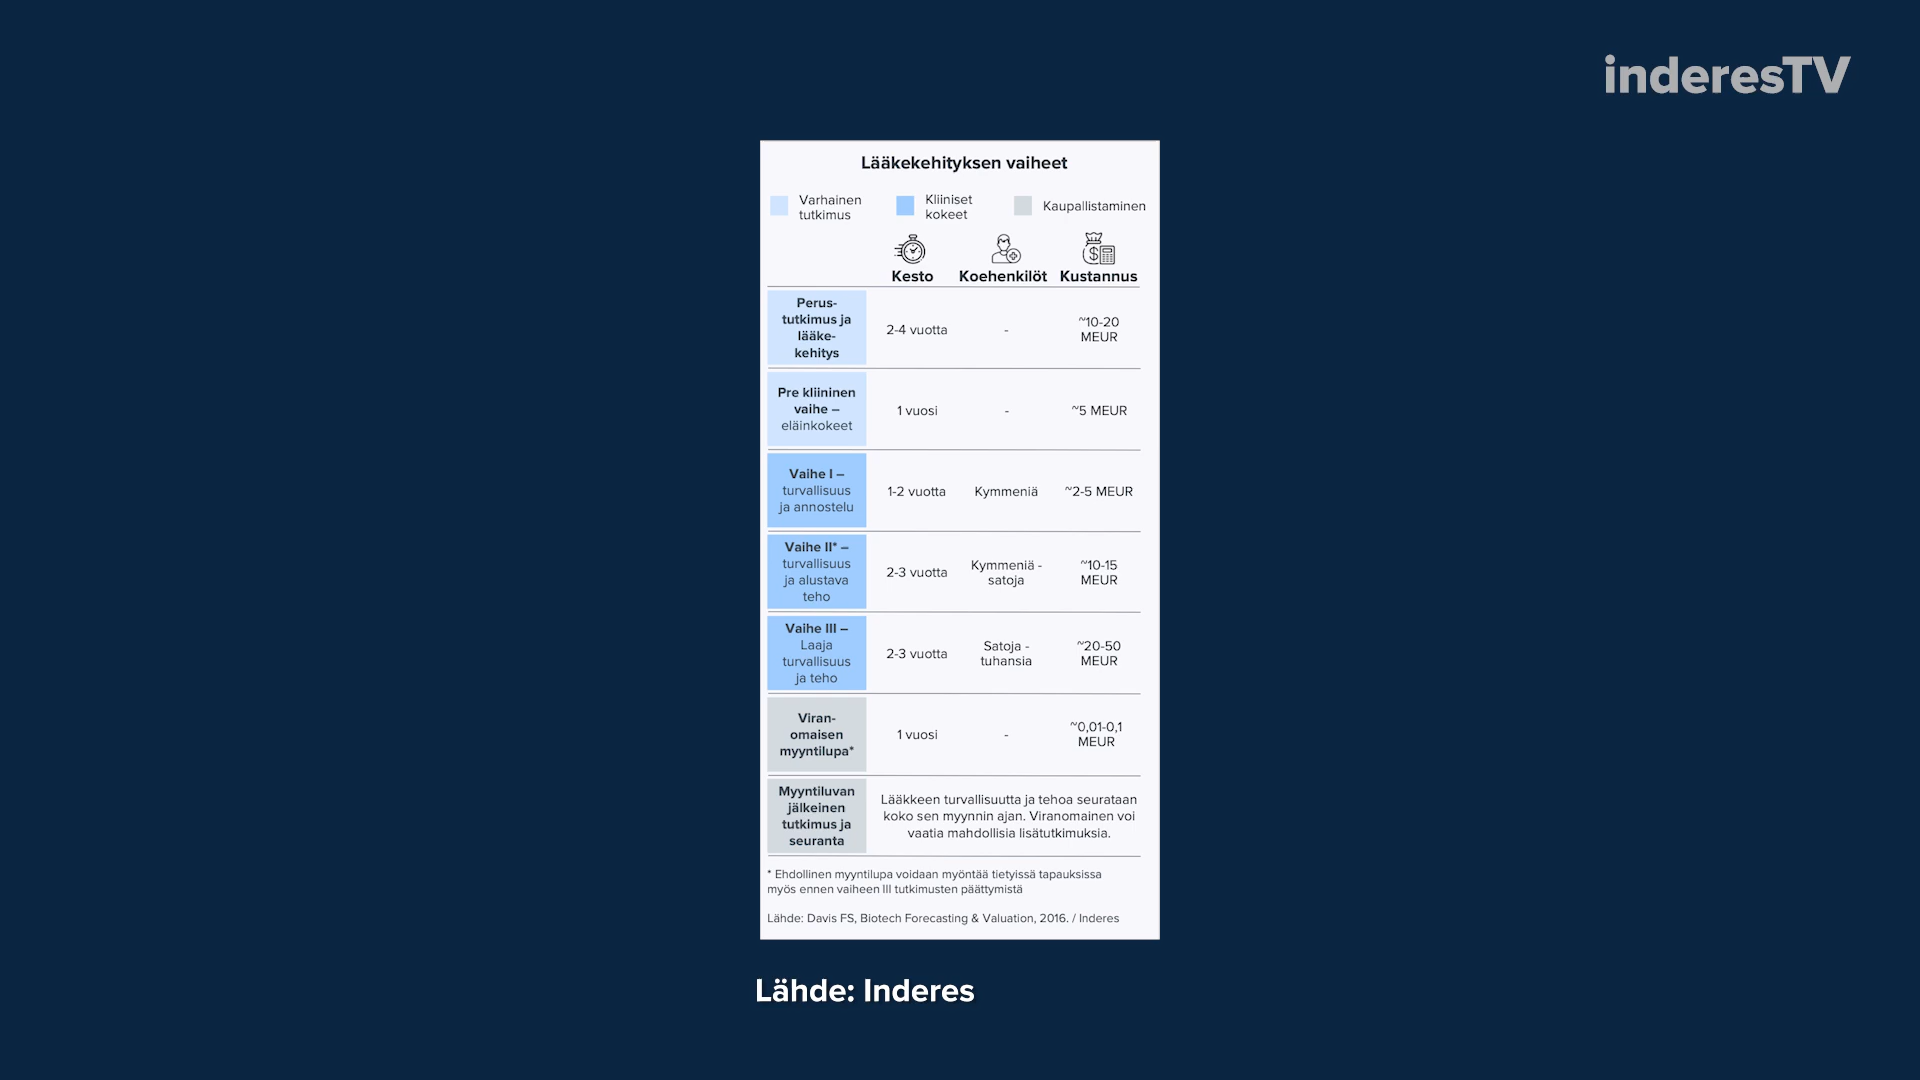 inderesTV
Lääkekehityksen vaiheet
Varhainen
tutkimus
Kliiniset
kokeet
Kaupallistaminen
Kesto
Koehenkilöt
Kustannus
Perus-
tutkimus ja
lääke-
kehitys
2-4 vuotta
-
~10-20
MEUR
Pre kliininen
vaihe –
eläinkokeet
1 vuosi
-
~5 MEUR
Vaihe I –
turvallisuus
ja annostelu
1-2 vuotta
Kymmeniä
~2-5 MEUR
Vaihe II* –
turvallisuus
ja alustava
teho
2-3 vuotta
Kymmeniä -
satoja
~10-15
MEUR
Vaihe III –
Laaja
turvallisuus
ja teho
2-3 vuotta
Satoja -
tuhansia
~20-50
MEUR
Viran-
omaisen
myyntilupa*
1 vuosi
-
~0,01-0,1
MEUR
Myyntiluvan
jälkeinen
tutkimus ja
seuranta
Lääkkeen turvallisuutta ja tehoa seurataan
koko sen myynnin ajan. Viranomainen voi
vaatia mahdollisia lisätutkimuksia.
* Ehdollinen myyntilupa voidaan myöntää tietyissä tapauksissa
myös ennen vaiheen III tutkimusten päättymistä
Lähde: Davis FS, Biotech Forecasting & Valuation, 2016. / Inderes
Lähde: Inderes